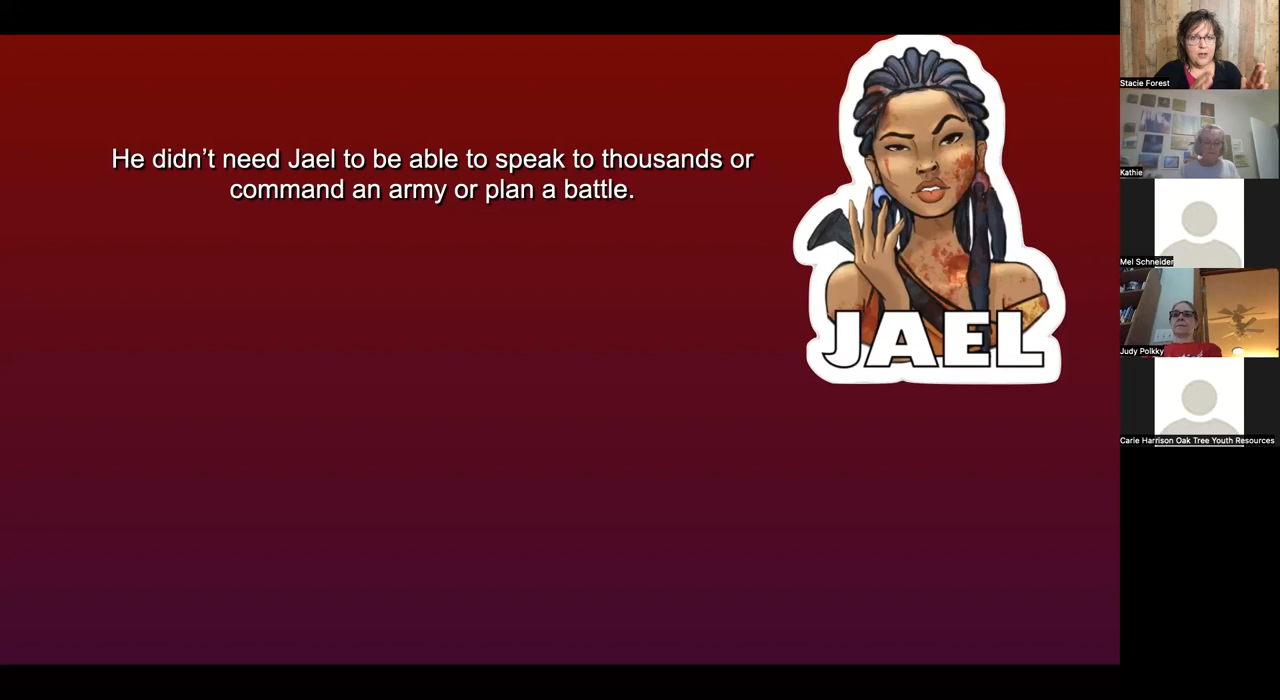 He didn’t need Jael to be able to speak to thousands or
command an army or plan a battle.
JAEL
Stacie Forest
Kathie
Mel Schneider
Judy Polkky
Carie Harrison Oak Tree Youth Resources